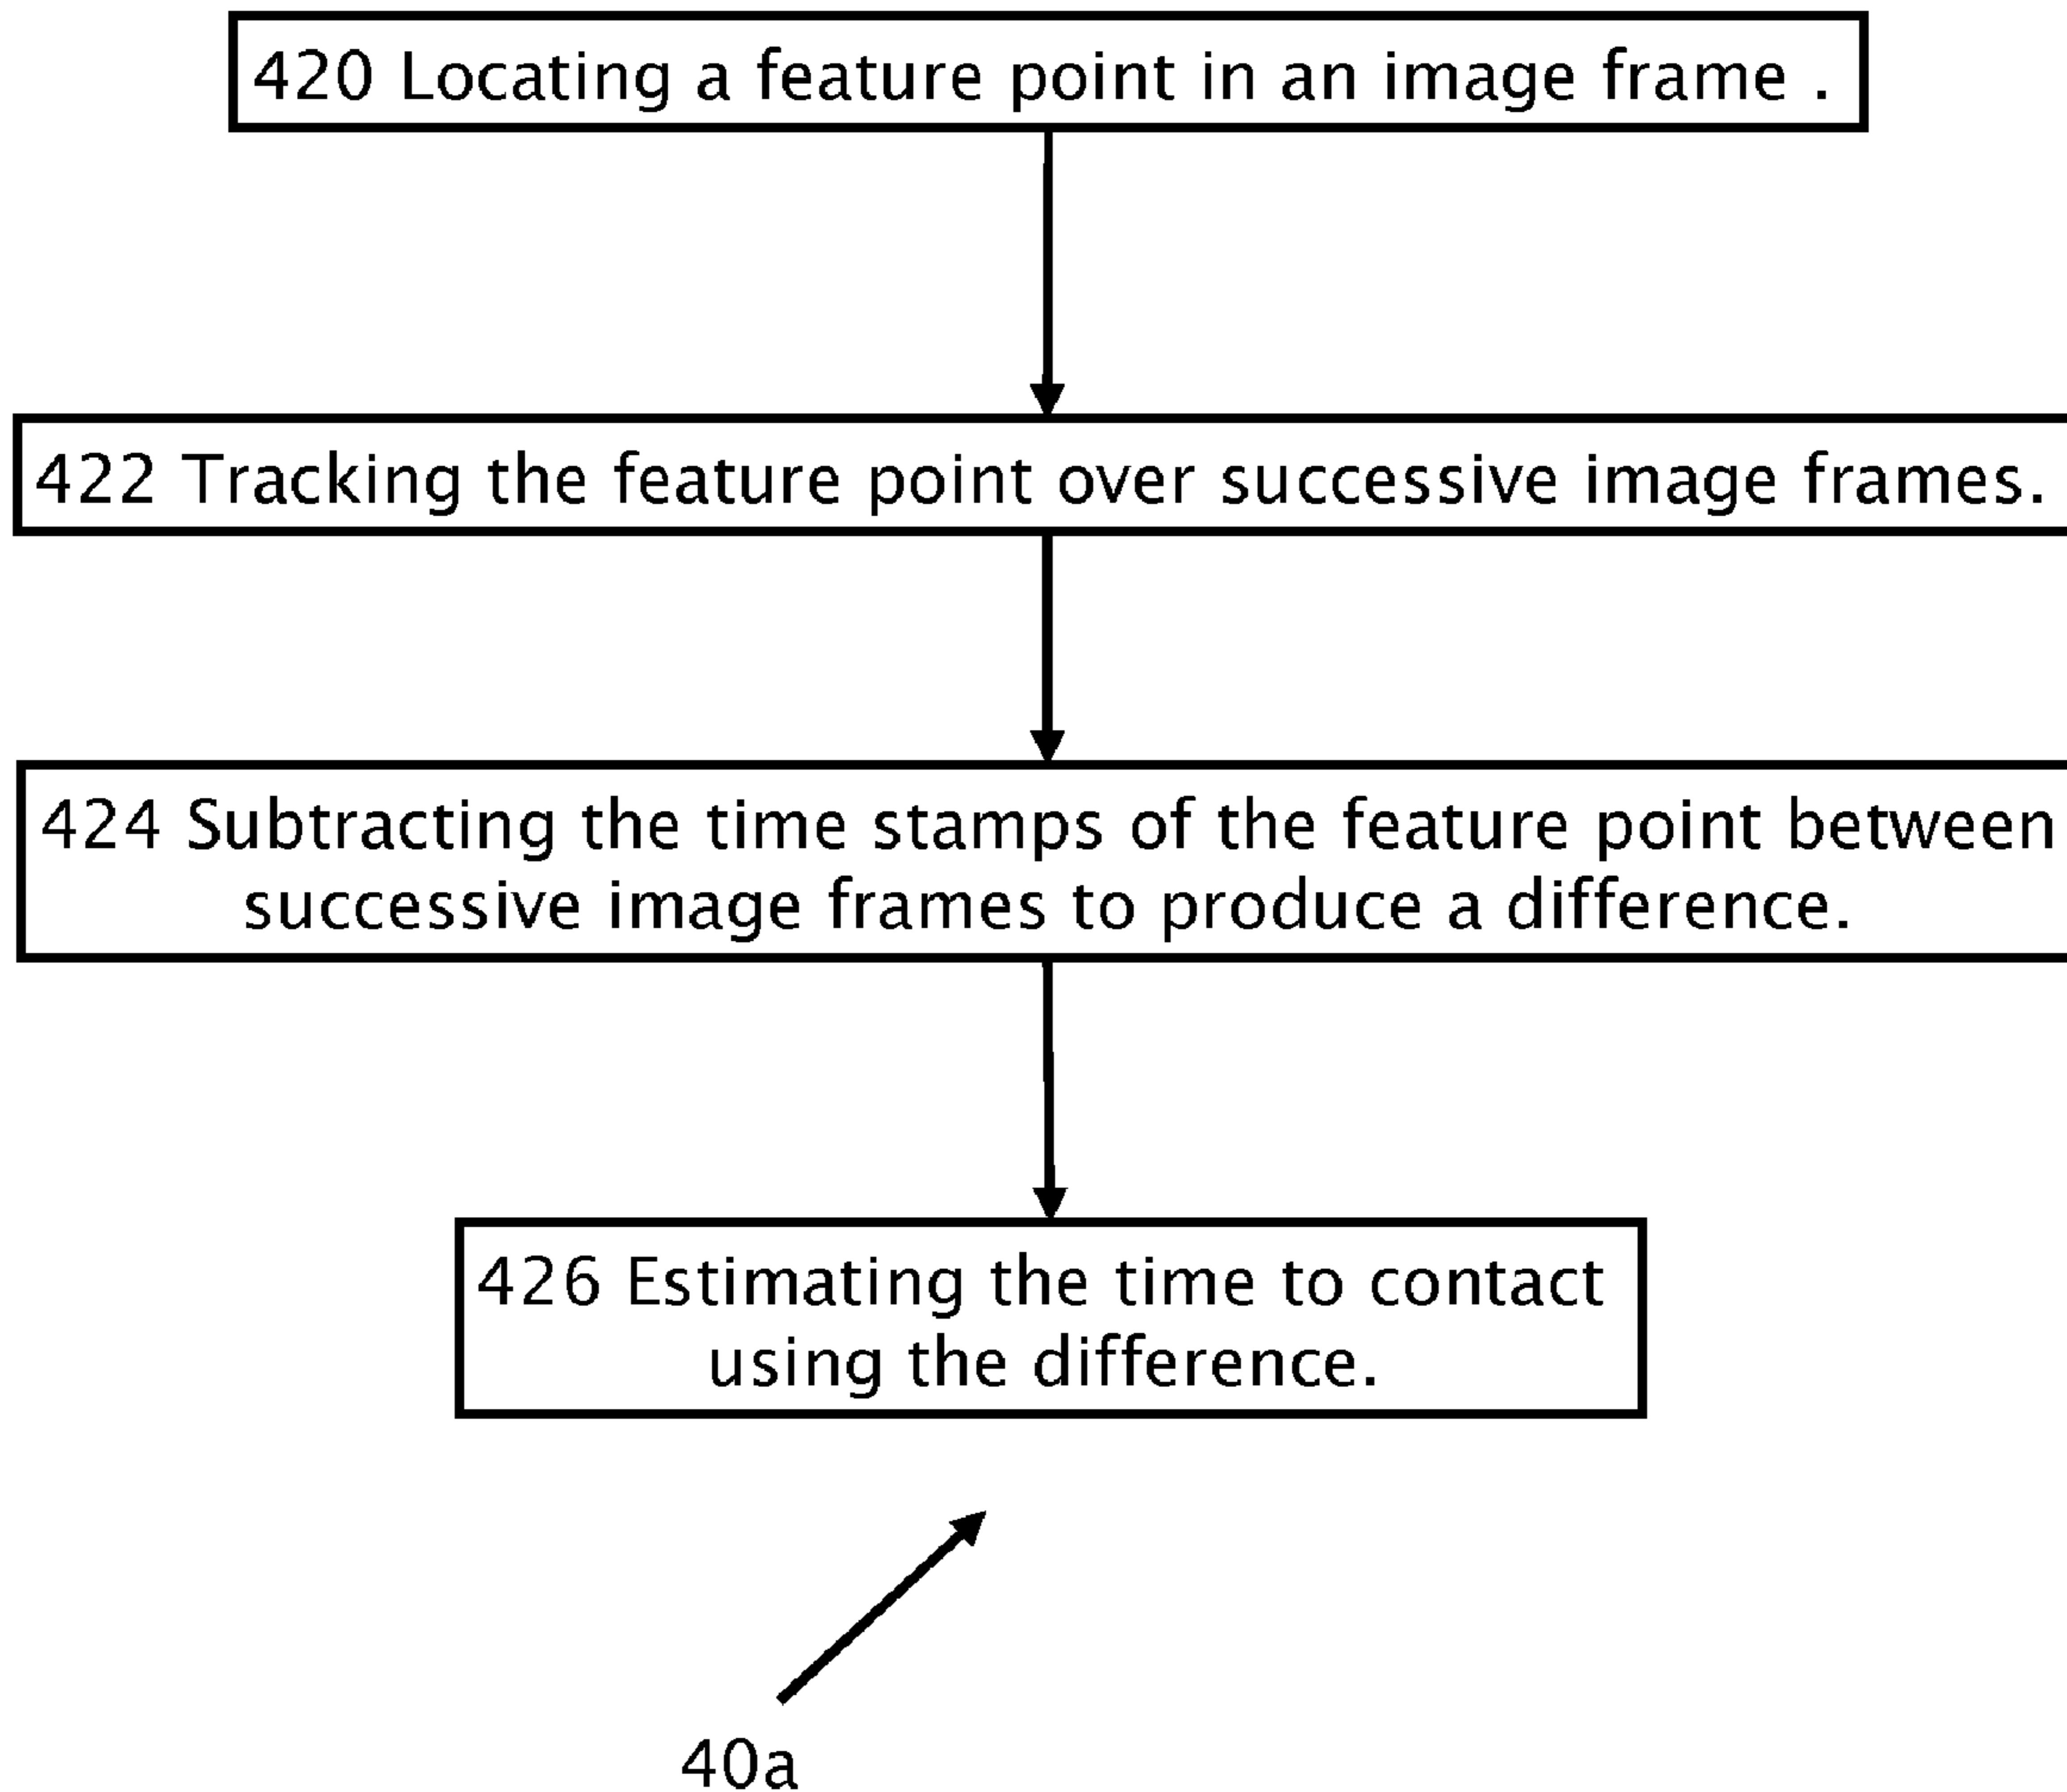 420 Locating a feature point in an image frame .
422 Tracking the feature point over successive image frames.
424 Subtracting the time stamps of the feature point between
successive image frames to produce a difference.
426 Estimating the time to contact
using the difference.
40a